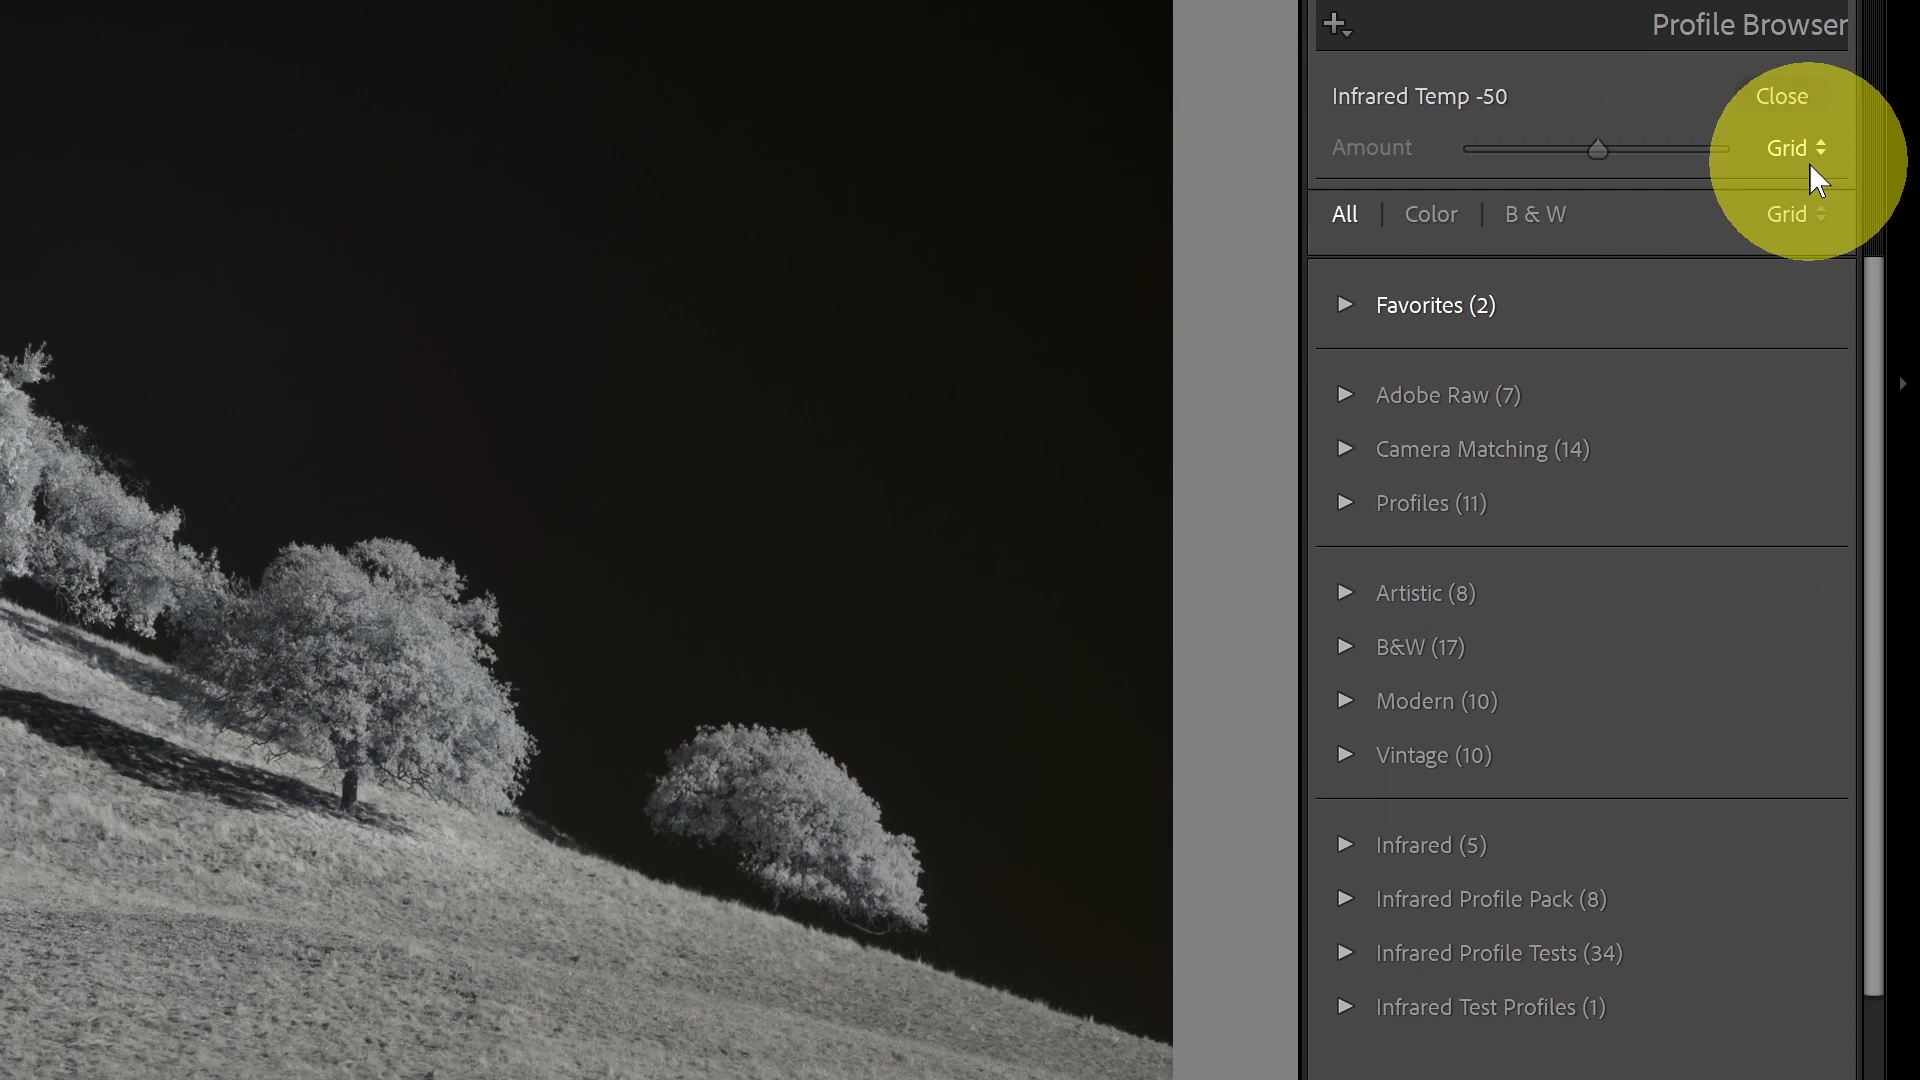 Profile Browser
Infrared Temp -50 Close
Amount Grid
All Color B & W Grid
Favorites (2)
Adobe Raw (7)
Camera Matching (14)
Profiles (11)
Artistic (8)
B&W (17)
Modern (10)
Vintage (10)
Infrared (5)
Infrared Profile Pack (8)
Infrared Profile Tests (34)
Infrared Test Profiles (1)